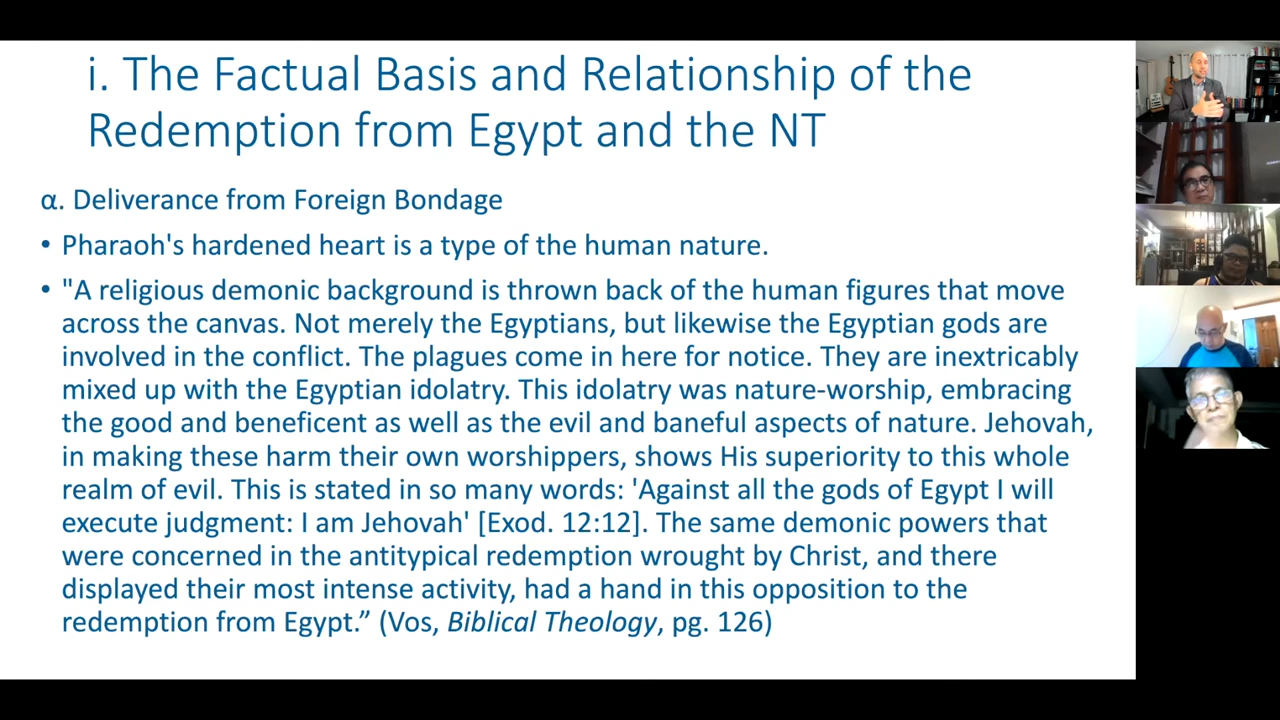 i. The Factual Basis and Relationship of the
Redemption from Egypt and the NT
α. Deliverance from Foreign Bondage
• Pharaoh's hardened heart is a type of the human nature.
• "A religious demonic background is thrown back of the human figures that move
across the canvas. Not merely the Egyptians, but likewise the Egyptian gods are
involved in the conflict. The plagues come in here for notice. They are inextricably
mixed up with the Egyptian idolatry. This idolatry was nature-worship, embracing
the good and beneficent as well as the evil and baneful aspects of nature. Jehovah,
in making these harm their own worshippers, shows His superiority to this whole
realm of evil. This is stated in so many words: 'Against all the gods of Egypt I will
execute judgment: I am Jehovah' [Exod. 12:12]. The same demonic powers that
were concerned in the antitypical redemption wrought by Christ, and there
displayed their most intense activity, had a hand in this opposition to the
redemption from Egypt.” (Vos, Biblical Theology, pg. 126)